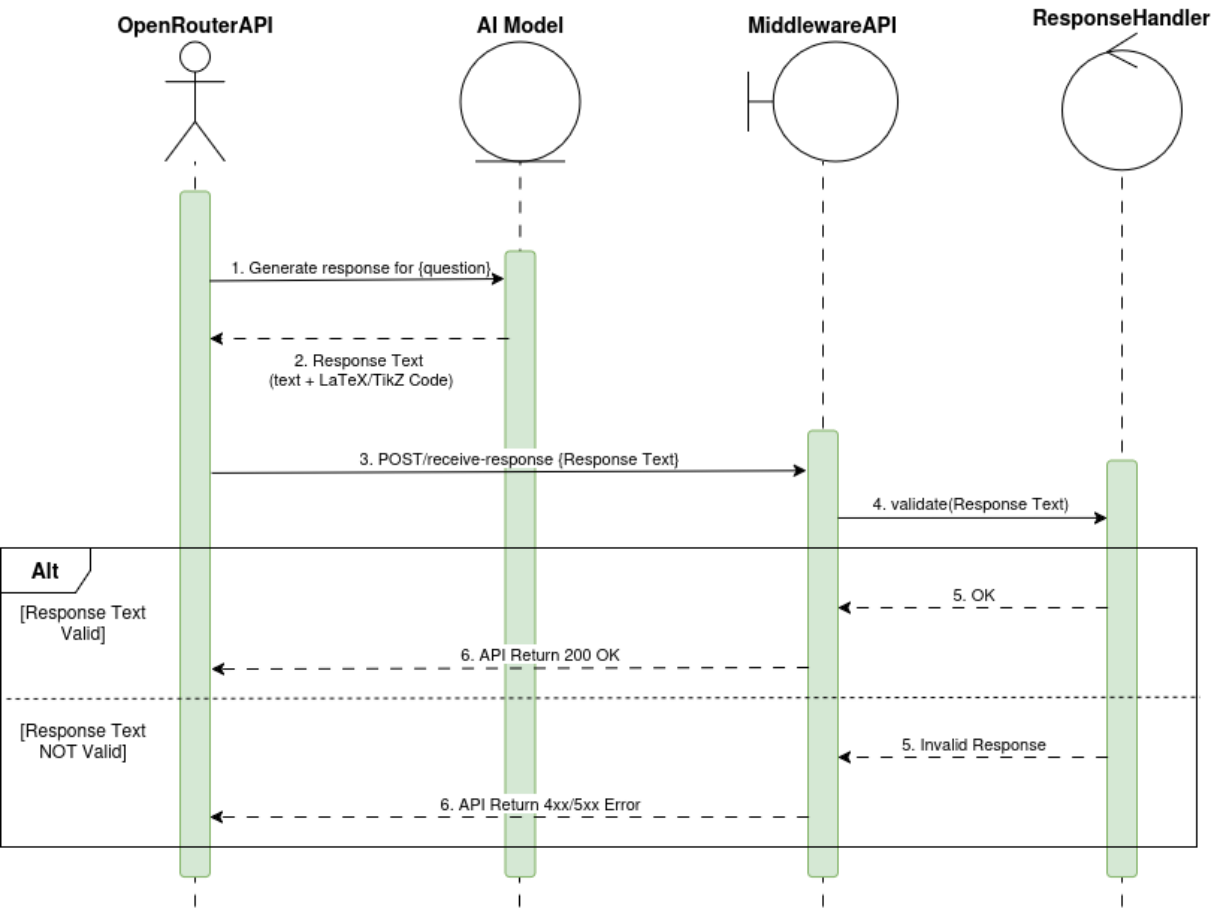 OpenRouterAPI
AI Model
MiddlewareAPI
ResponseHandler
1. Generate response for {question}
2. Response Text
(text + LaTeX/TikZ Code)
3. POST/receive-response {Response Text}
4. validate(Response Text)
Alt
[Response Text
Valid]
5. OK
6. API Return 200 OK
[Response Text
NOT Valid]
5. Invalid Response
6. API Return 4xx/5xx Error